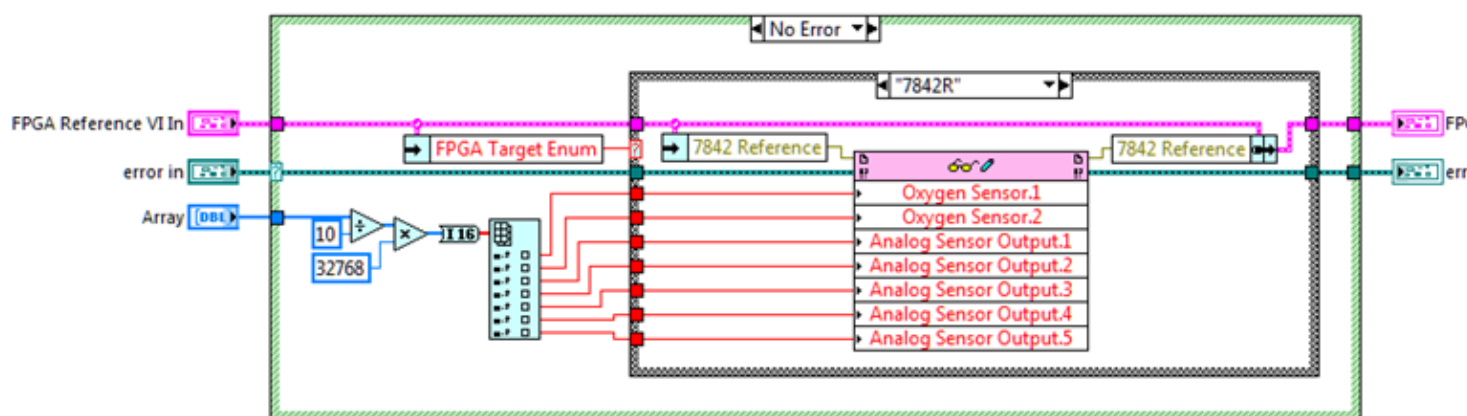 No Error
"7842R"
FPGA Reference VI In
FPGA Target Enum
7842 Reference
7842 Reference
error in
Oxygen Sensor.1
Array
DBL
10
32768
I16
Oxygen Sensor.2
Analog Sensor Output.1
Analog Sensor Output.2
Analog Sensor Output.3
Analog Sensor Output.4
Analog Sensor Output.5